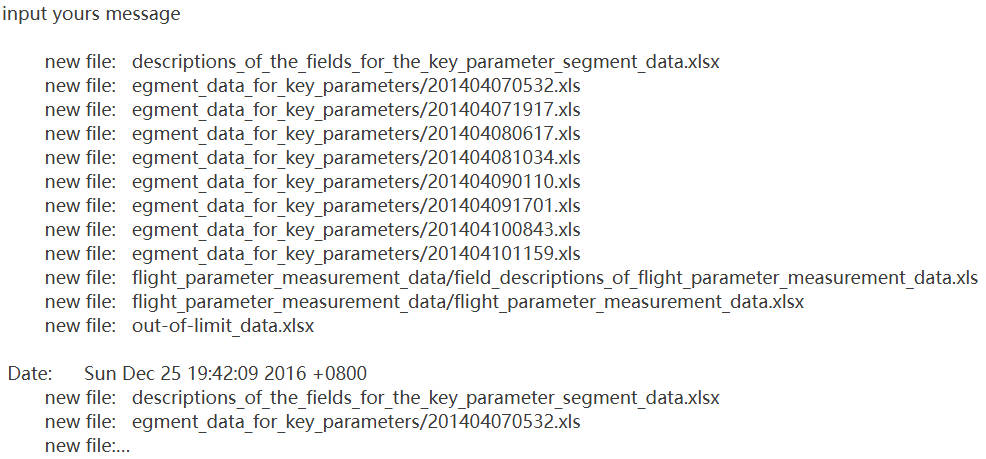 input yours message
new file: descriptions_of_the_fields_for_the_key_parameter_segment_data.xlsx
new file: egment_data_for_key_parameters/201404070532.xls
new file: egment_data_for_key_parameters/201404071917.xls
new file: egment_data_for_key_parameters/201404080617.xls
new file: egment_data_for_key_parameters/201404081034.xls
new file: egment_data_for_key_parameters/201404090110.xls
new file: egment_data_for_key_parameters/201404091701.xls
new file: egment_data_for_key_parameters/201404100843.xls
new file: egment_data_for_key_parameters/201404101159.xls
new file: flight_parameter_measurement_data/field_descriptions_of_flight_parameter_measurement_data.xls
new file: flight_parameter_measurement_data/flight_parameter_measurement_data.xlsx
new file: out-of-limit_data.xlsx
Date: Sun Dec 25 19:42:09 2016 +0800
new file: descriptions_of_the_fields_for_the_key_parameter_segment_data.xlsx
new file: egment_data_for_key_parameters/201404070532.xls
new file:...